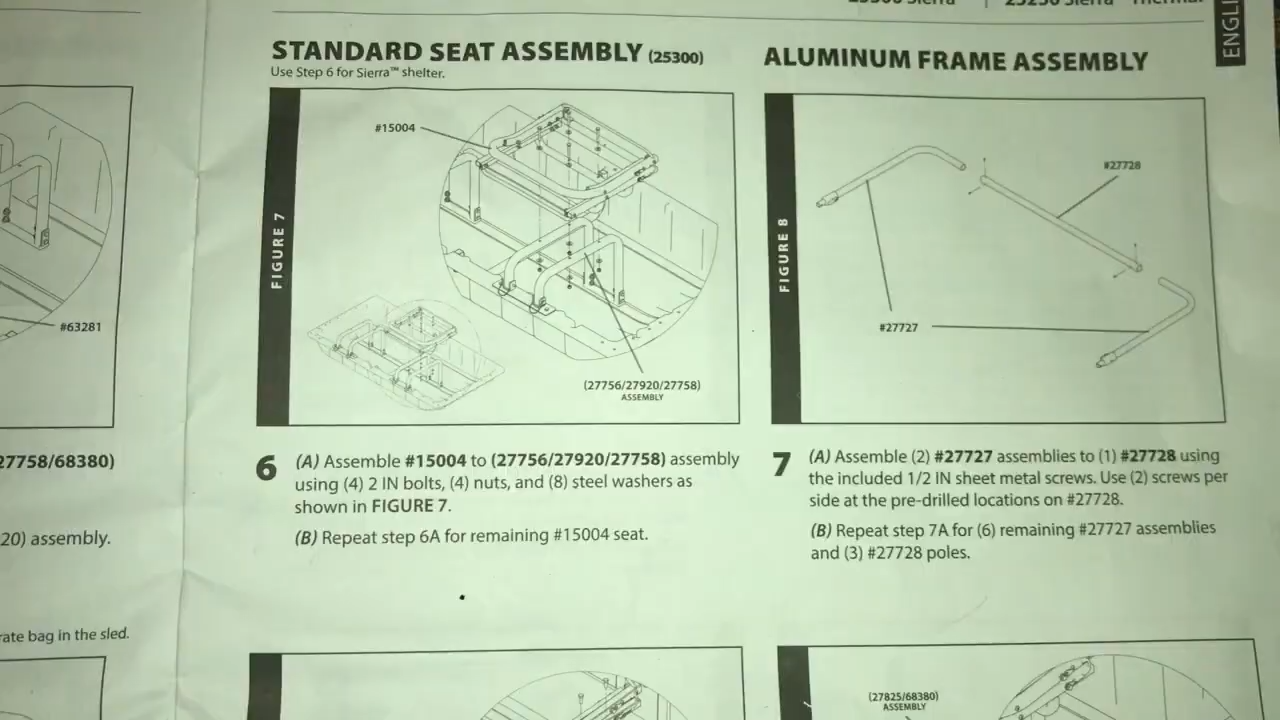 ENGLI
STANDARD SEAT ASSEMBLY (25300)
Use Step 6 for Sierra™ shelter.
FIGURE 7
#15004
(27756/27920/27758)
ASSEMBLY
6 (A) Assemble #15004 to (27756/27920/27758) assembly
using (4) 2 IN bolts, (4) nuts, and (8) steel washers as
shown in FIGURE 7.
(B) Repeat step 6A for remaining #15004 seat.
ALUMINUM FRAME ASSEMBLY
FIGURE 8
#27728
#27727
7 (A) Assemble (2) #27727 assemblies to (1) #27728 using
the included 1/2 IN sheet metal screws. Use (2) screws per
side at the pre-drilled locations on #27728.
(B) Repeat step 7A for (6) remaining #27727 assemblies
and (3) #27728 poles.
#63281
27758/68380)
20) assembly.
rate bag in the sled.
(27825/68380)
ASSEMBLY